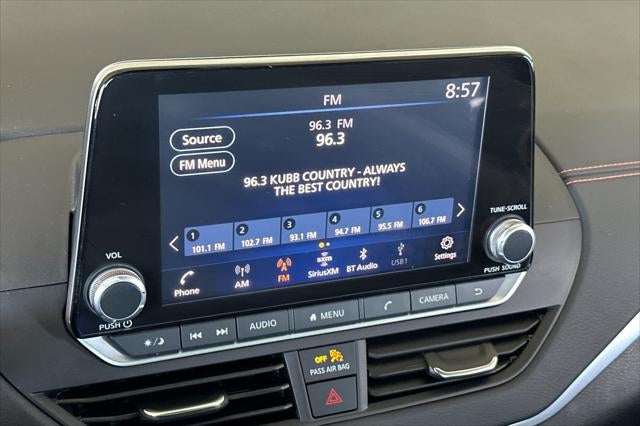 FM 8:57
96.3 FM
96.3
Source
FM Menu
96.3 KUBB COUNTRY - ALWAYS
THE BEST COUNTRY!
1 2 3 4 5 6
101.1 FM 102.7 FM 93.1 FM 94.7 FM 95.5 FM 106.7 FM
Phone AM FM SiriusXM BT Audio USB1 Settings
sxm
VOL
PUSH
TUNE-SCROLL
PUSH SOUND
AUDIO MENU CAMERA
OFF 2
PASS AIR BAG